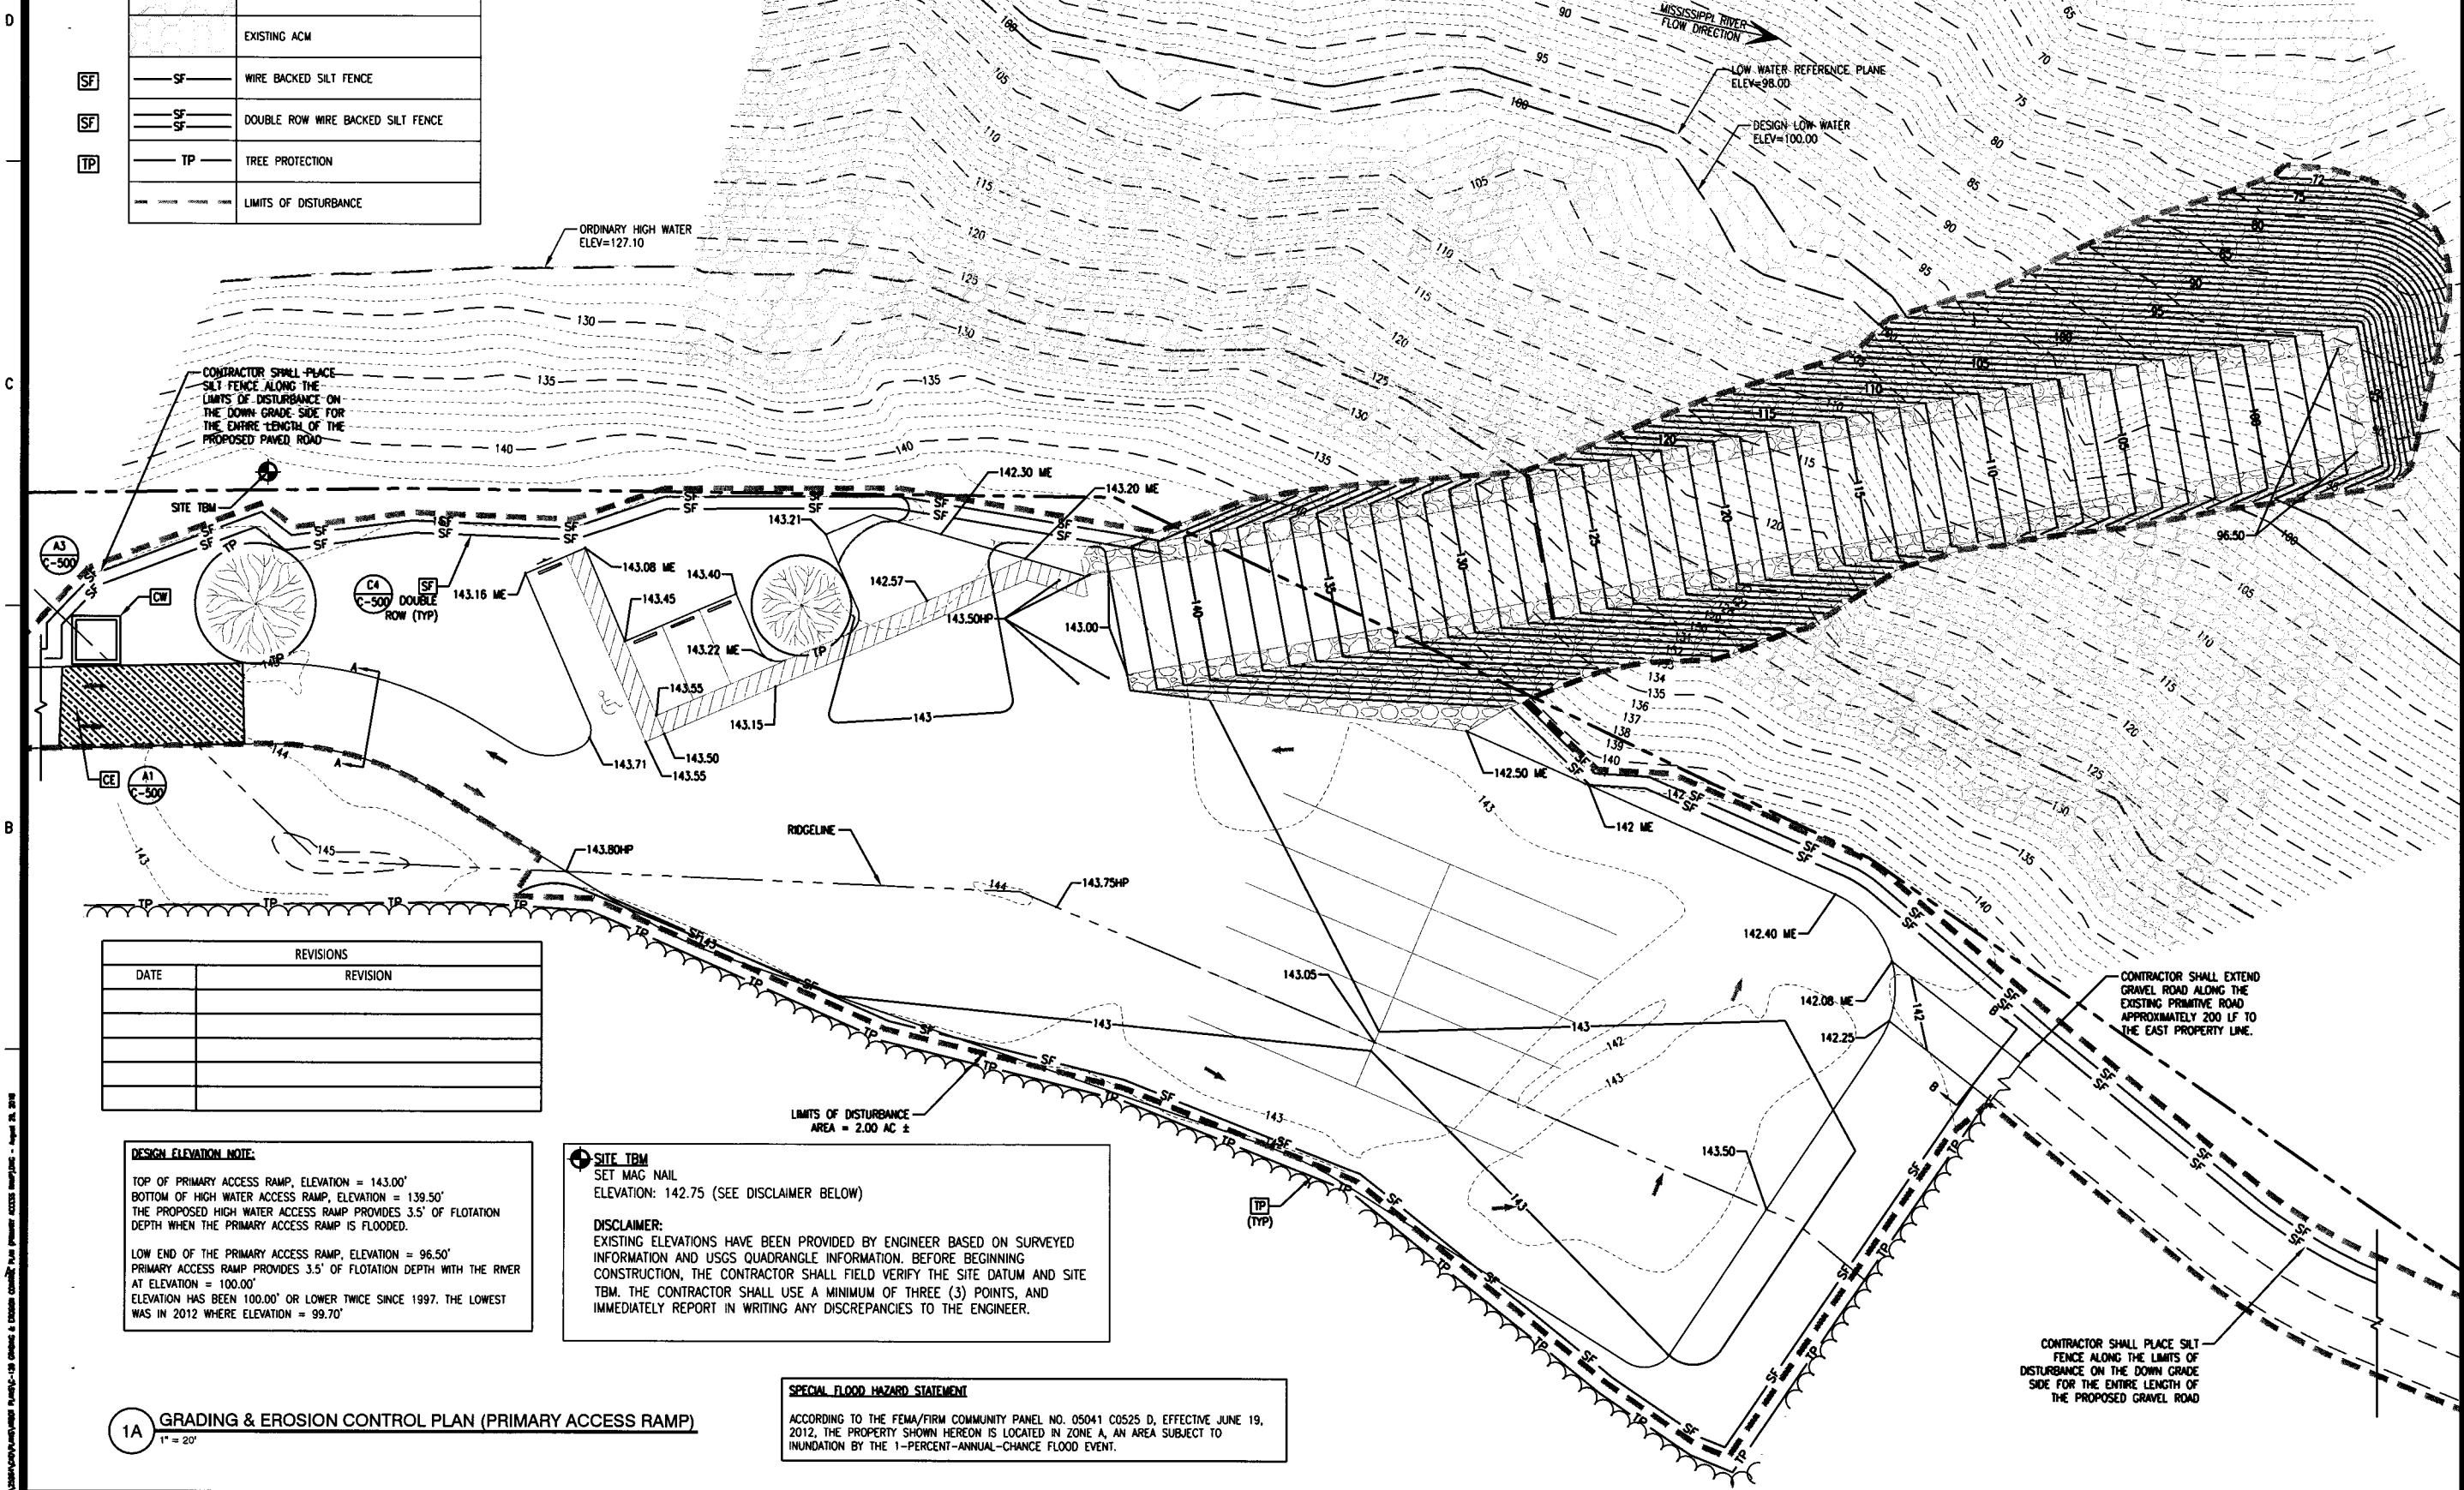 D
EXISTING ACM
SF
SF
WIRE BACKED SILT FENCE
SF
SF
SF
DOUBLE ROW WIRE BACKED SILT FENCE
TP
TP
TREE PROTECTION
LIMITS OF DISTURBANCE
MISSISSIPPI RIVER
FLOW DIRECTION
LOW WATER REFERENCE PLANE
ELEV=98.00
DESIGN LOW WATER
ELEV=100.00
ORDINARY HIGH WATER
ELEV=127.10
C
CONTRACTOR SHALL PLACE
SILT FENCE ALONG THE
LIMITS OF DISTURBANCE ON
THE DOWN GRADE SIDE FOR
THE ENTIRE LENGTH OF THE
PROPOSED PAVED ROAD
SITE TBM
A3
C-500
CW
C4
C-500
SF
DOUBLE
ROW (TYP)
142.30 ME
143.20 ME
143.21
143.08 ME
143.16 ME
143.40
143.45
142.57
143.50HP
143.00
143.22 ME
143.55
143.15
143.50
143.55
143.71
96.50
142.50 ME
142 ME
A
A
CE
A1
C-500
B
RIDGELINE
143.80HP
143.75HP
142.40 ME
143.05
142.08 ME
142.25
143.50
B
B
CONTRACTOR SHALL EXTEND
GRAVEL ROAD ALONG THE
EXISTING PRIMITIVE ROAD
APPROXIMATELY 200 LF TO
THE EAST PROPERTY LINE.
REVISIONS
DATE
REVISION
LIMITS OF DISTURBANCE
AREA = 2.00 AC ±
TP
(TYP)
DESIGN ELEVATION NOTE:
TOP OF PRIMARY ACCESS RAMP, ELEVATION = 143.00'
BOTTOM OF HIGH WATER ACCESS RAMP, ELEVATION = 139.50'
THE PROPOSED HIGH WATER ACCESS RAMP PROVIDES 3.5' OF FLOTATION
DEPTH WHEN THE PRIMARY ACCESS RAMP IS FLOODED.
LOW END OF THE PRIMARY ACCESS RAMP, ELEVATION = 96.50'
PRIMARY ACCESS RAMP PROVIDES 3.5' OF FLOTATION DEPTH WITH THE RIVER
AT ELEVATION = 100.00'
ELEVATION HAS BEEN 100.00' OR LOWER TWICE SINCE 1997. THE LOWEST
WAS IN 2012 WHERE ELEVATION = 99.70'
SITE TBM
SET MAG NAIL
ELEVATION: 142.75 (SEE DISCLAIMER BELOW)
DISCLAIMER:
EXISTING ELEVATIONS HAVE BEEN PROVIDED BY ENGINEER BASED ON SURVEYED
INFORMATION AND USGS QUADRANGLE INFORMATION. BEFORE BEGINNING
CONSTRUCTION, THE CONTRACTOR SHALL FIELD VERIFY THE SITE DATUM AND SITE
TBM. THE CONTRACTOR SHALL USE A MINIMUM OF THREE (3) POINTS, AND
IMMEDIATELY REPORT IN WRITING ANY DISCREPANCIES TO THE ENGINEER.
CONTRACTOR SHALL PLACE SILT
FENCE ALONG THE LIMITS OF
DISTURBANCE ON THE DOWN GRADE
SIDE FOR THE ENTIRE LENGTH OF
THE PROPOSED GRAVEL ROAD
SPECIAL FLOOD HAZARD STATEMENT
ACCORDING TO THE FEMA/FIRM COMMUNITY PANEL NO. 05041 C0525 D, EFFECTIVE JUNE 19,
2012, THE PROPERTY SHOWN HEREON IS LOCATED IN ZONE A, AN AREA SUBJECT TO
INUNDATION BY THE 1-PERCENT-ANNUAL-CHANCE FLOOD EVENT.
1A
GRADING & EROSION CONTROL PLAN (PRIMARY ACCESS RAMP)
1" = 20'